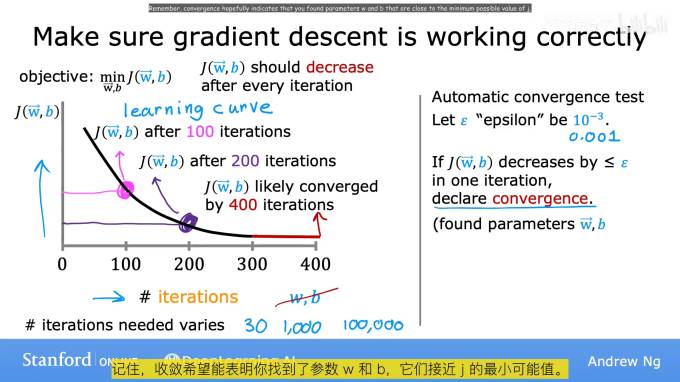 Remember, convergence hopefully indicates that you found parameters w and b that are close to the minimum possible value of j.
Make sure gradient descent is working correctly
objective: min J(w⃗, b)
w⃗,b
J(w⃗, b) should decrease
after every iteration
J(w⃗, b)
learning curve
J(w⃗, b) after 100 iterations
J(w⃗, b) after 200 iterations
J(w⃗, b) likely converged
by 400 iterations
0 100 200 300 400
# iterations
w, b
# iterations needed varies 30 1,000 100,000
Automatic convergence test
Let ε “epsilon” be 10⁻³.
0.001
If J(w⃗, b) decreases by ≤ ε
in one iteration,
declare convergence.
(found parameters w⃗, b
Stanford ONLINE DeepLearning.AI
Andrew Ng
记住，收敛希望能表明你找到了参数 w 和 b，它们接近 j 的最小可能值。